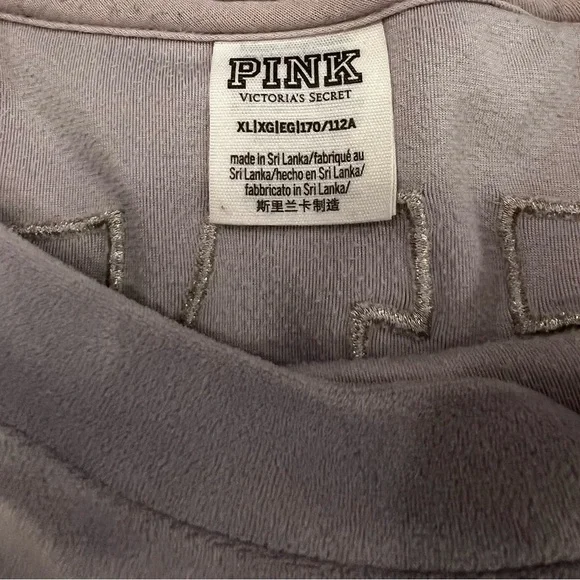 PINK
VICTORIA'S SECRET
XL|XG|EG|170/112A
made in Sri Lanka/fabriqué au
Sri Lanka/hecho en Sri Lanka/
fabbricato in Sri Lanka/
斯里兰卡制造